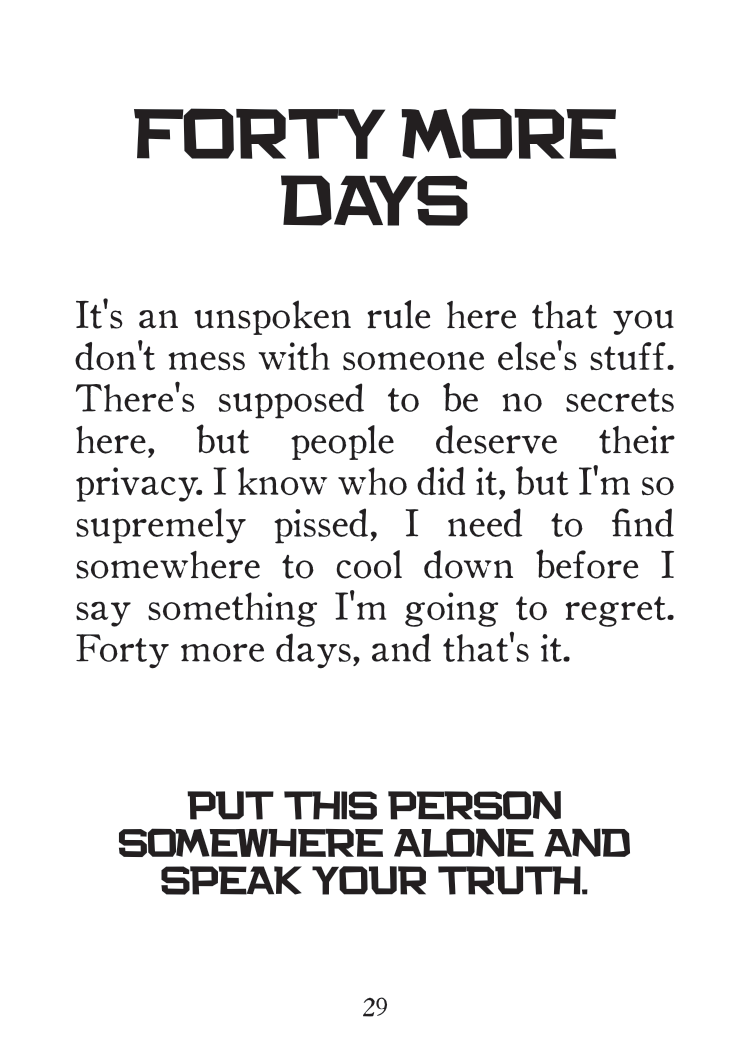 FORTY MORE
DAYS
It's an unspoken rule here that you
don't mess with someone else's stuff.
There's supposed to be no secrets
here, but people deserve their
privacy. I know who did it, but I'm so
supremely pissed, I need to find
somewhere to cool down before I
say something I'm going to regret.
Forty more days, and that's it.
PUT THIS PERSON
SOMEWHERE ALONE AND
SPEAK YOUR TRUTH.
29